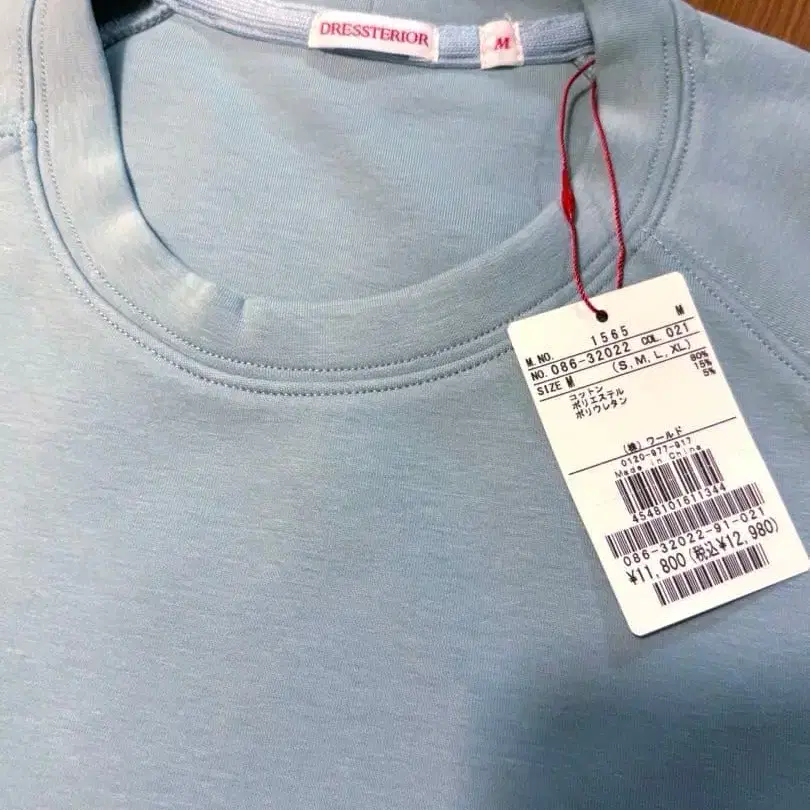 DRESSTERIOR
M
M
M NO. 1565
NO. 086-32022 COL. 021
SIZE M (S, M, L, XL)
コットン 80%
ポリエステル 15%
ポリウレタン 5%
(株) ワールド
0120-977-917
Made in China
4548101611344
086-32022-91-021
¥11,800 (税込¥12,980)